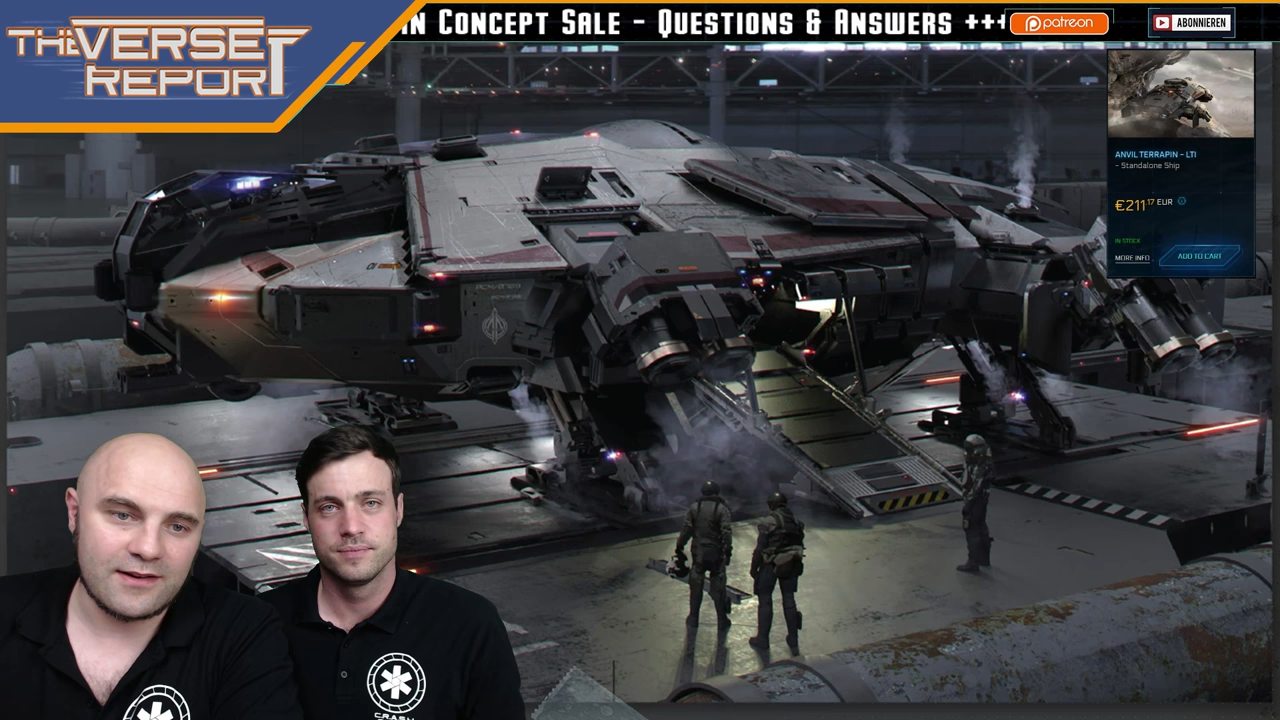 THE VERSE REPORT
N CONCEPT SALE - QUESTIONS & ANSWERS +++
patreon
ABONNIEREN
ANVIL TERRAPIN - LTI
- Standalone Ship
€211.17 EUR
IN STOCK
MORE INFO
ADD TO CART
CRASH